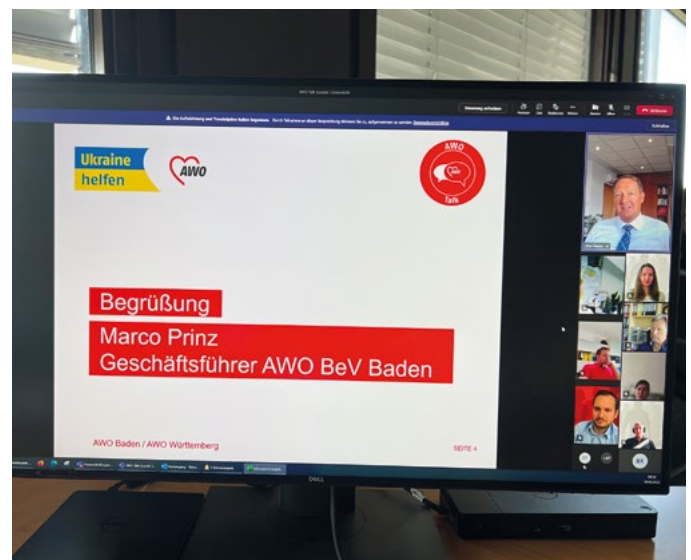 Ukraine
helfen
AWO
AWO
AWO
Talk
Begrüßung
Marco Prinz
Geschäftsführer AWO BeV Baden
AWO Baden / AWO Württemberg
SEITE 4
DELL